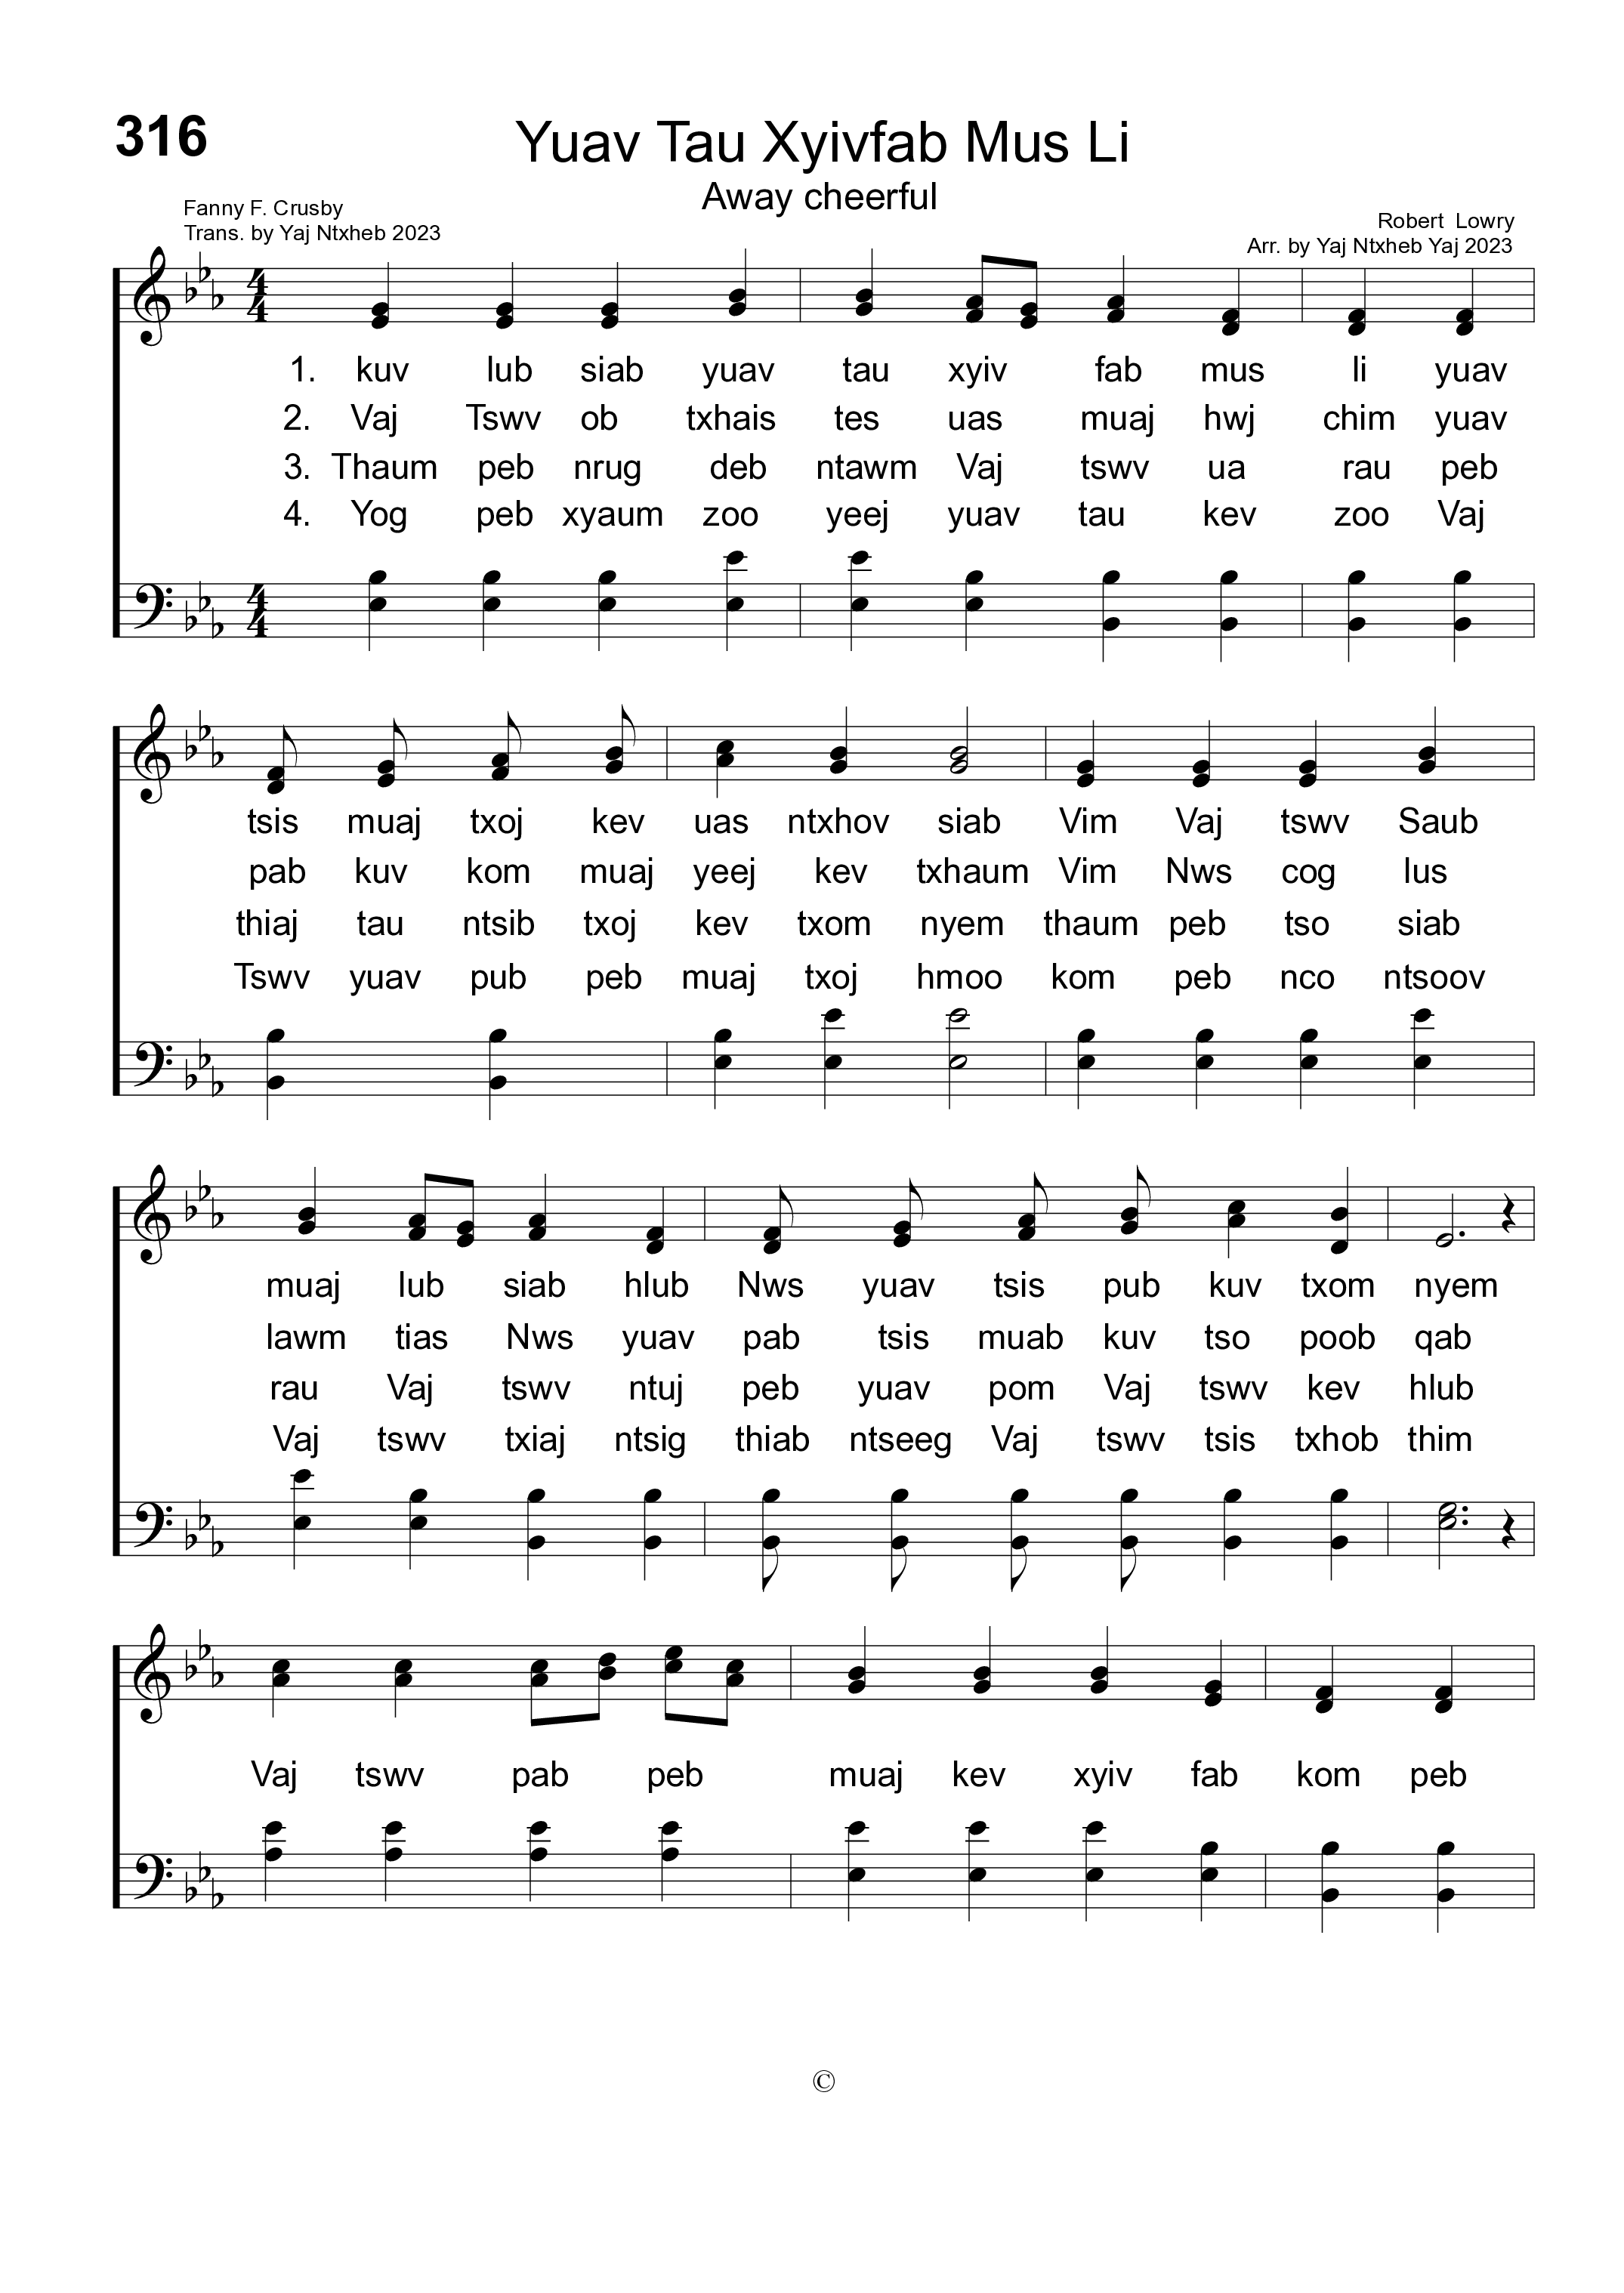 316
Yuav Tau Xyivfab Mus Li
Away cheerful
Fanny F. Crusby
Trans. by Yaj Ntxheb 2023
Robert Lowry
Arr. by Yaj Ntxheb Yaj 2023
1. kuv lub siab yuav tau xyiv fab mus li yuav
2. Vaj Tswv ob txhais tes uas muaj hwj chim yuav
3. Thaum peb nrug deb ntawm Vaj tswv ua rau peb
4. Yog peb xyaum zoo yeej yuav tau kev zoo Vaj
tsis muaj txoj kev uas ntxhov siab Vim Vaj tswv Saub
pab kuv kom muaj yeej kev txhaum Vim Nws cog lus
thiaj tau ntsib txoj kev txom nyem thaum peb tso siab
Tswv yuav pub peb muaj txoj hmoo kom peb nco ntsoov
muaj lub siab hlub Nws yuav tsis pub kuv txom nyem
lawm tias Nws yuav pab tsis muab kuv tso poob qab
rau Vaj tswv ntuj peb yuav pom Vaj tswv kev hlub
Vaj tswv txiaj ntsig thiab ntseeg Vaj tswv tsis txhob thim
Vaj tswv pab peb muaj kev xyiv fab kom peb
©